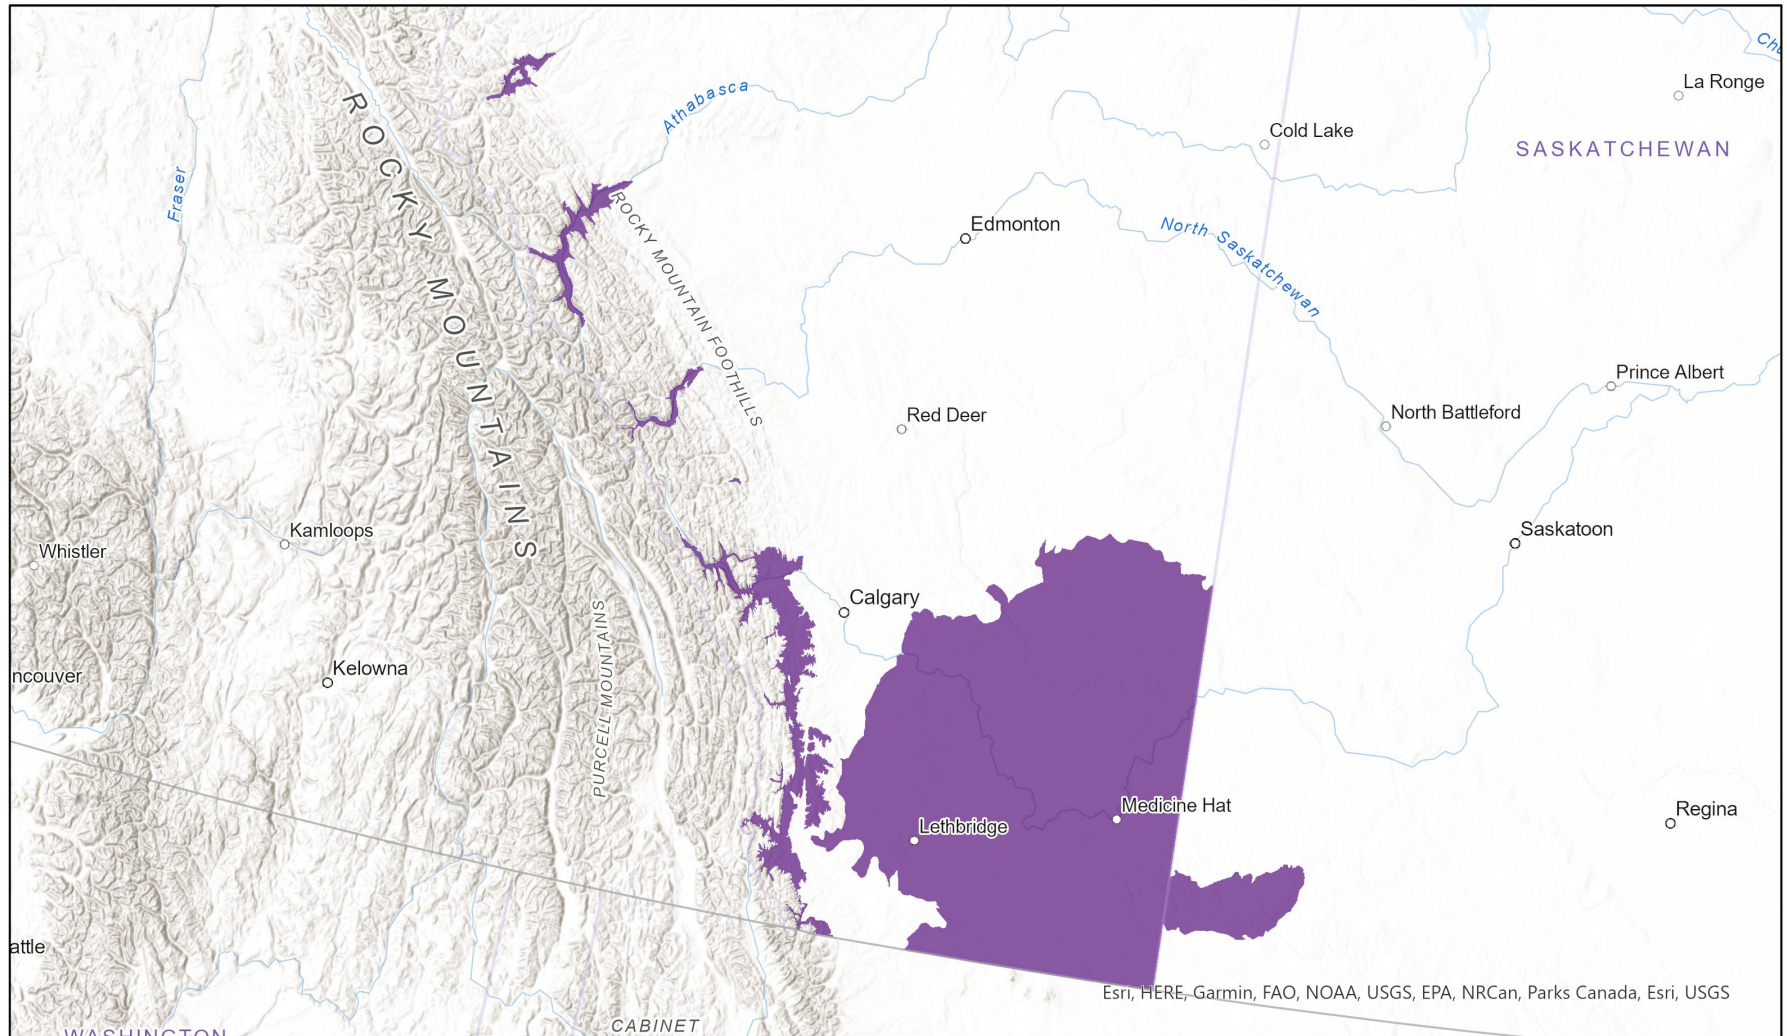 Chu
La Ronge
Athabasca
ROCKY MOUNTAINS
Cold Lake
SASKATCHEWAN
Fraser
ROCKY MOUNTAIN FOOTHILLS
Edmonton
North Saskatchewan
Prince Albert
Red Deer
North Battleford
Kamloops
Whistler
Saskatoon
Calgary
PURCELL MOUNTAINS
Kelowna
ncouver
Medicine Hat
Regina
Lethbridge
attle
Esri, HERE, Garmin, FAO, NOAA, USGS, EPA, NRCan, Parks Canada, Esri, USGS
CABINET
WASHINGTON